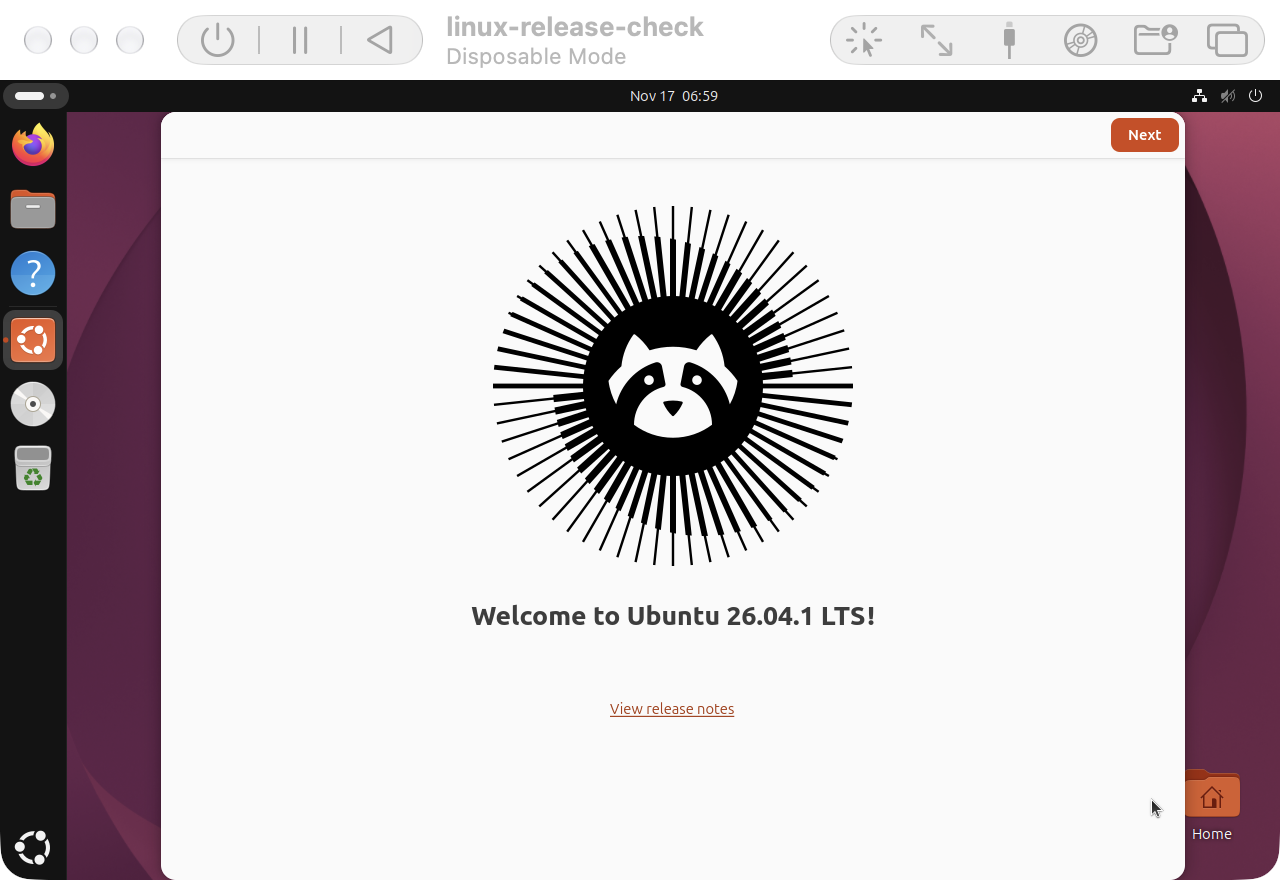 linux-release-check
Disposable Mode
Nov 17 06:59
Next
Welcome to Ubuntu 26.04.1 LTS!
View release notes
Home